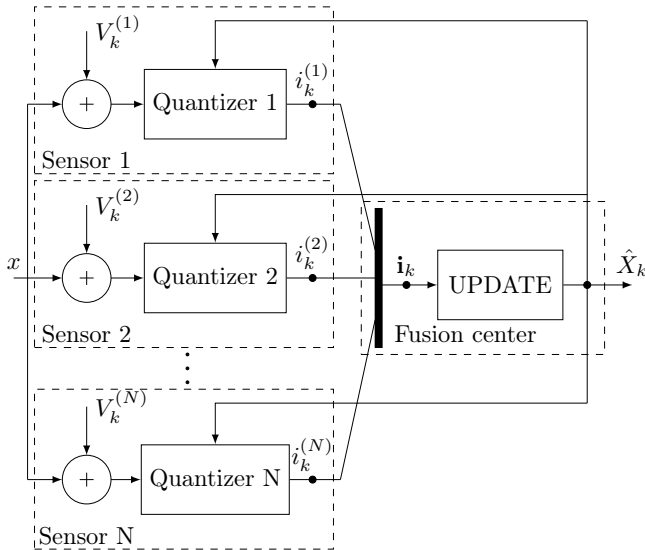 V_k^{(1)}
i_k^{(1)}
+
Quantizer 1
Sensor 1
V_k^{(2)}
i_k^{(2)}
x
+
Quantizer 2
Sensor 2
i_k
UPDATE
X̂_k
Fusion center
V_k^{(N)}
i_k^{(N)}
+
Quantizer N
Sensor N